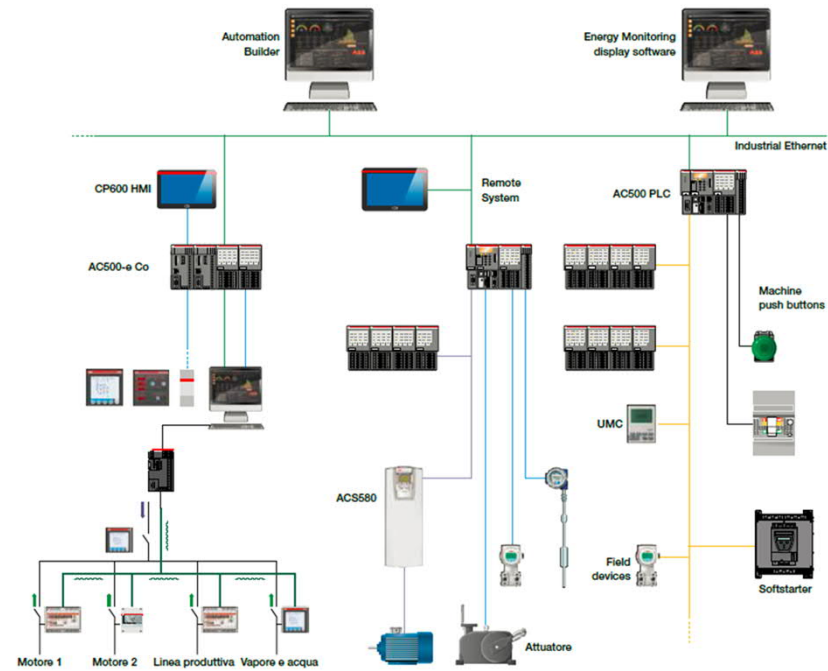 Automation
Builder
Energy Monitoring
display software
Industrial Ethernet
CP600 HMI
Remote
System
AC500 PLC
AC500-e Co
Machine
push buttons
UMC
ACS580
Field
devices
Softstarter
Attuatore
Motore 1
Motore 2
Linea produttiva
Vapore e acqua